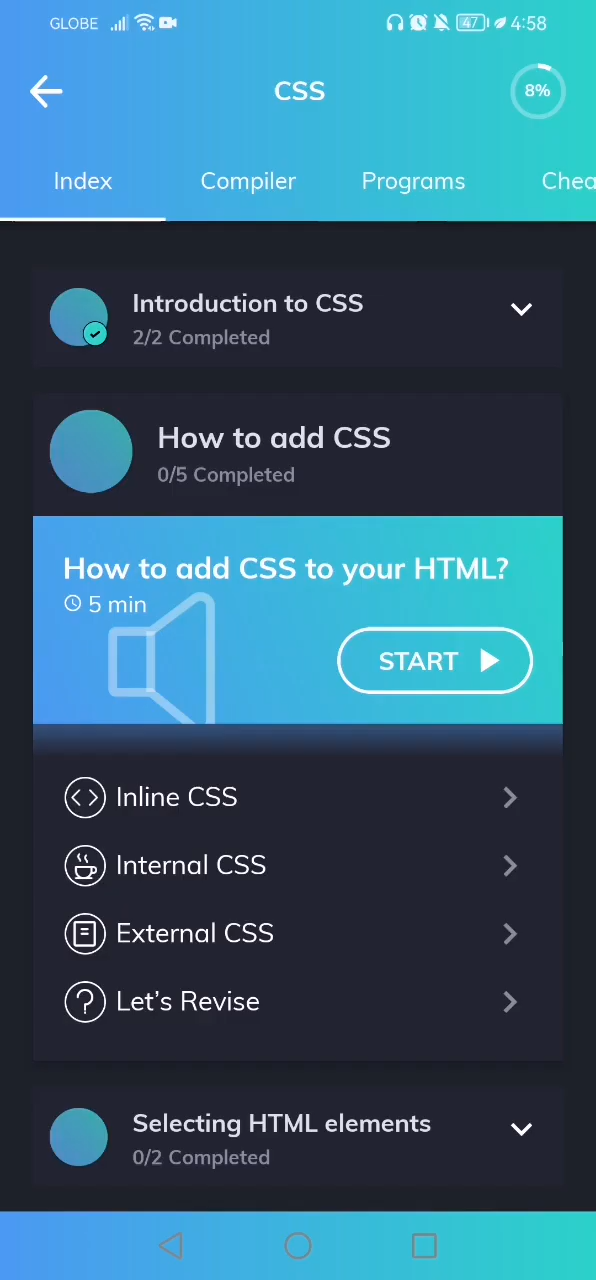 GLOBE 47 4:58
CSS 8%
Index Compiler Programs Chea
Introduction to CSS
2/2 Completed
How to add CSS
0/5 Completed
How to add CSS to your HTML?
5 min
START
Inline CSS
Internal CSS
External CSS
Let's Revise
Selecting HTML elements
0/2 Completed